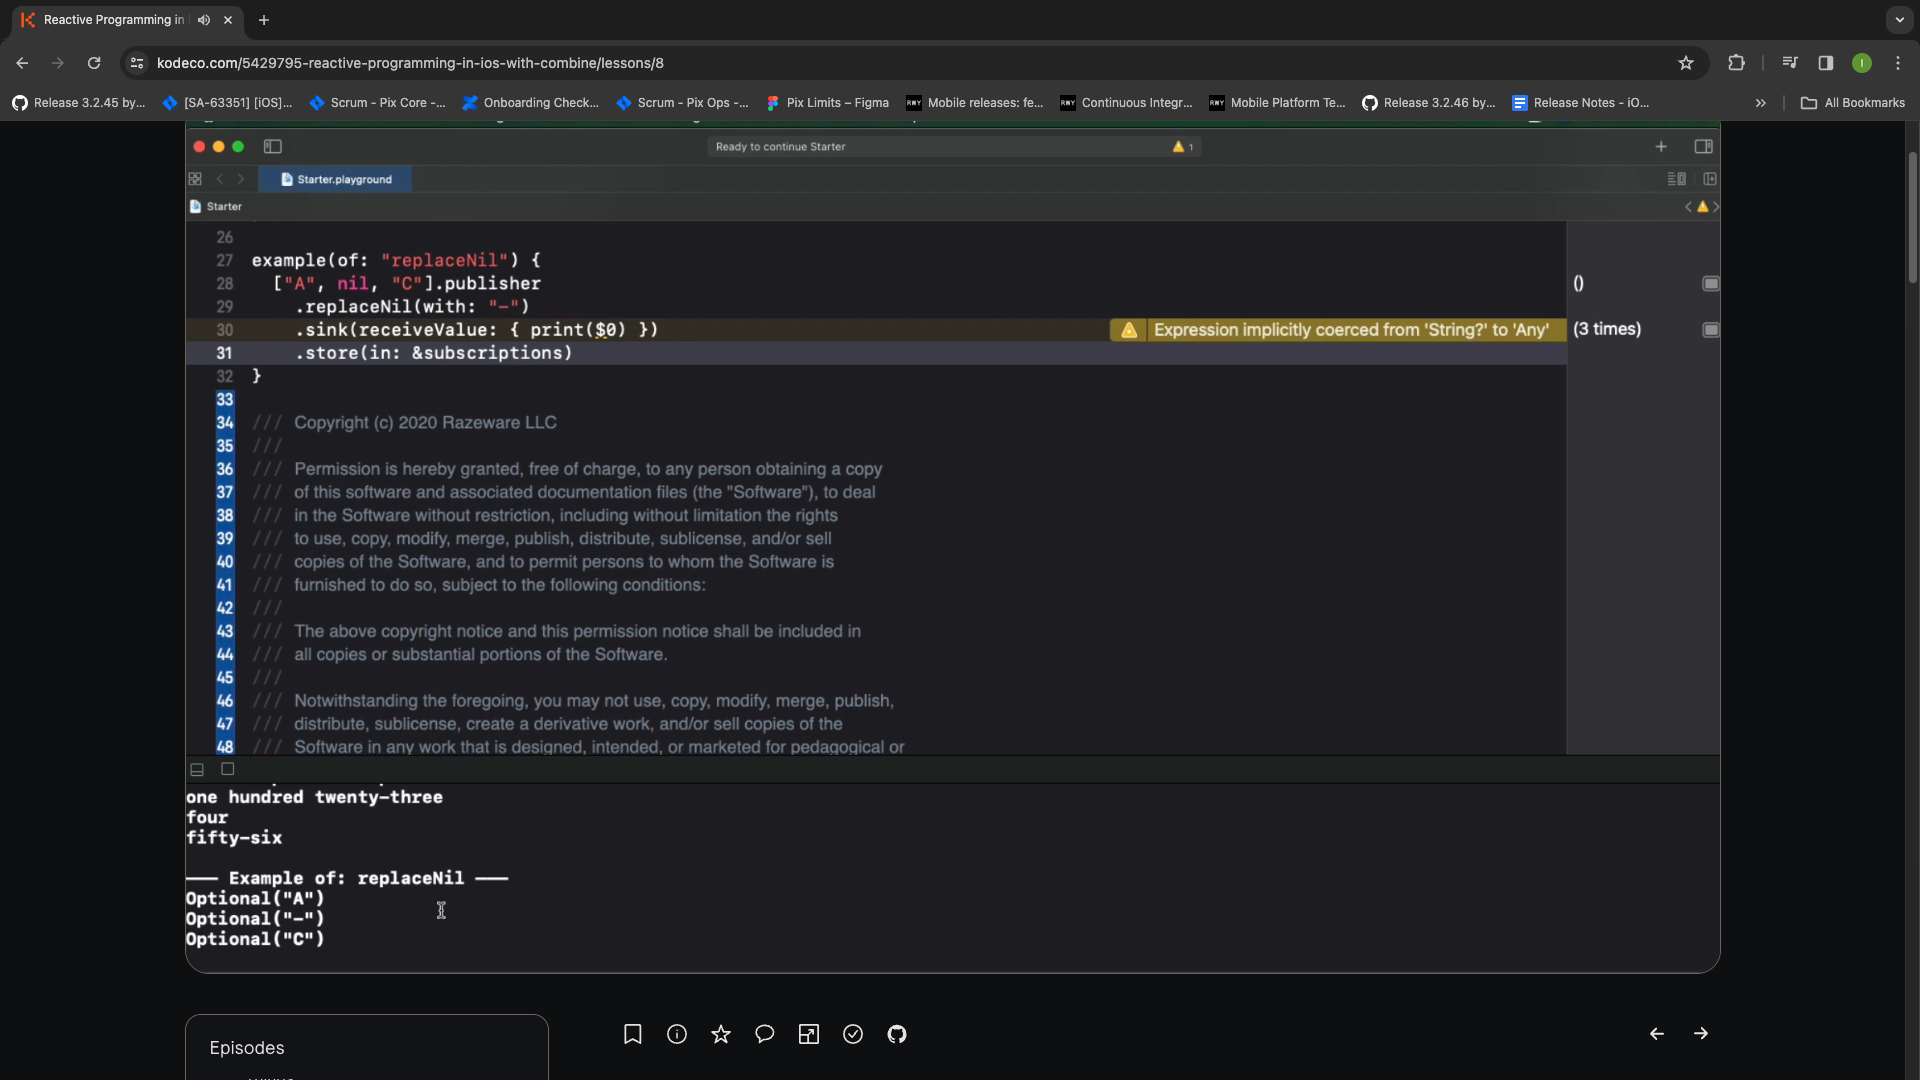 Reactive Programming in
kodeco.com/5429795-reactive-programming-in-ios-with-combine/lessons/8
I
Release 3.2.45 by...
[SA-63351] [iOS]...
Scrum - Pix Core -...
Onboarding Check...
Scrum - Pix Ops -...
Pix Limits – Figma
Mobile releases: fe...
Continuous Integr...
Mobile Platform Te...
Release 3.2.46 by...
Release Notes - iO...
All Bookmarks
Ready to continue Starter
1
Starter.playground
Starter
26
27 example(of: "replaceNil") {
28 ["A", nil, "C"].publisher
()
29 .replaceNil(with: "-")
30 .sink(receiveValue: { print($0) })
Expression implicitly coerced from 'String?' to 'Any'
(3 times)
31 .store(in: &subscriptions)
32 }
33
34 /// Copyright (c) 2020 Razeware LLC
35 ///
36 /// Permission is hereby granted, free of charge, to any person obtaining a copy
37 /// of this software and associated documentation files (the "Software"), to deal
38 /// in the Software without restriction, including without limitation the rights
39 /// to use, copy, modify, merge, publish, distribute, sublicense, and/or sell
40 /// copies of the Software, and to permit persons to whom the Software is
41 /// furnished to do so, subject to the following conditions:
42 ///
43 /// The above copyright notice and this permission notice shall be included in
44 /// all copies or substantial portions of the Software.
45 ///
46 /// Notwithstanding the foregoing, you may not use, copy, modify, merge, publish,
47 /// distribute, sublicense, create a derivative work, and/or sell copies of the
48 /// Software in any work that is designed, intended, or marketed for pedagogical or
one hundred twenty-three
four
fifty-six
——— Example of: replaceNil ———
Optional("A")
Optional("-")
Optional("C")
Episodes